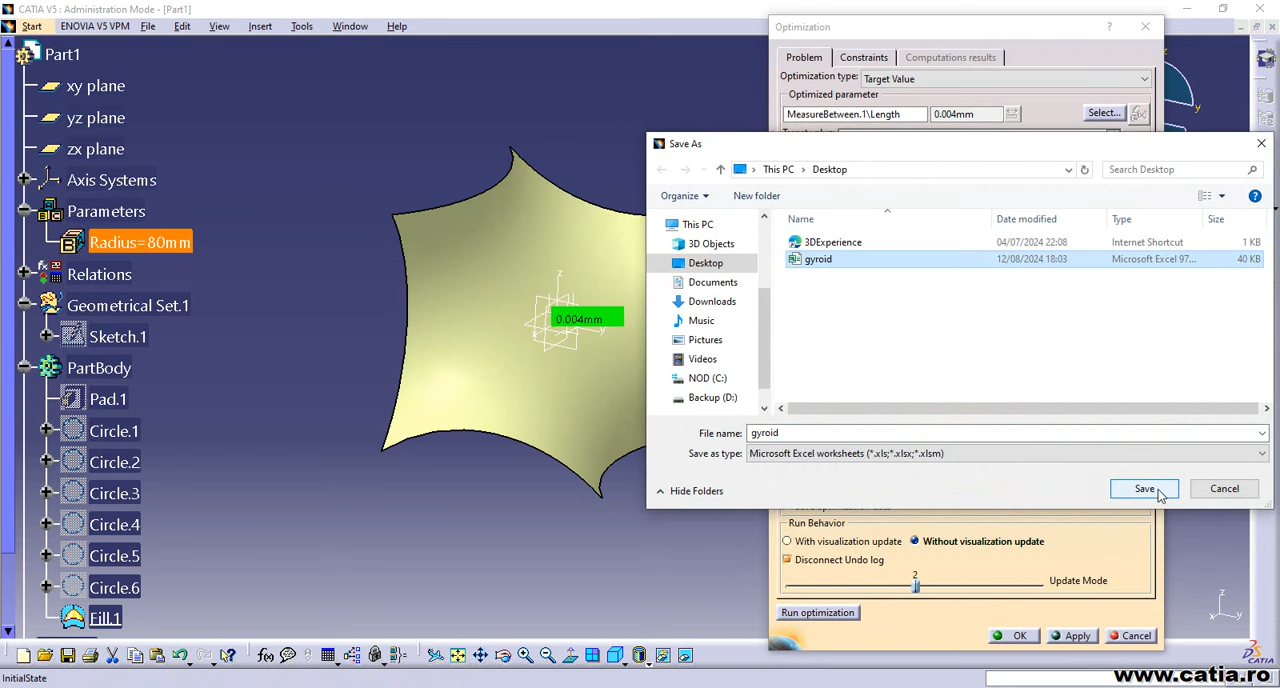 CATIA V5 : Administration Mode - [Part1]
Start ENOVIA V5 VPM File Edit View Insert Tools Window Help
Part1
xy plane
yz plane
zx plane
Axis Systems
Parameters
Radius=80mm
Relations
Geometrical Set.1
Sketch.1
PartBody
Pad.1
Circle.1
Circle.2
Circle.3
Circle.4
Circle.5
Circle.6
Fill.1
z
0.004mm
y
Optimization
Problem Constraints Computations results
Optimization type: Target Value
Optimized parameter
MeasureBetween.1\Length 0.004mm Select...
Save As
This PC > Desktop
Search Desktop
Organize New folder
This PC
3D Objects
Desktop
Documents
Downloads
Music
Pictures
Videos
NOD (C:)
Backup (D:)
Name Date modified Type Size
3DExperience 04/07/2024 22:08 Internet Shortcut 1 KB
gyroid 12/08/2024 18:03 Microsoft Excel 97... 40 KB
File name: gyroid
Save as type: Microsoft Excel worksheets (*.xls;*.xlsx;*.xlsm)
Hide Folders
Save Cancel
Run Behavior
With visualization update Without visualization update
Disconnect Undo log
2
Update Mode
Run optimization
OK Apply Cancel
y
z
x y
f(x)
DS
CATIA
InitialState
www.catia.ro